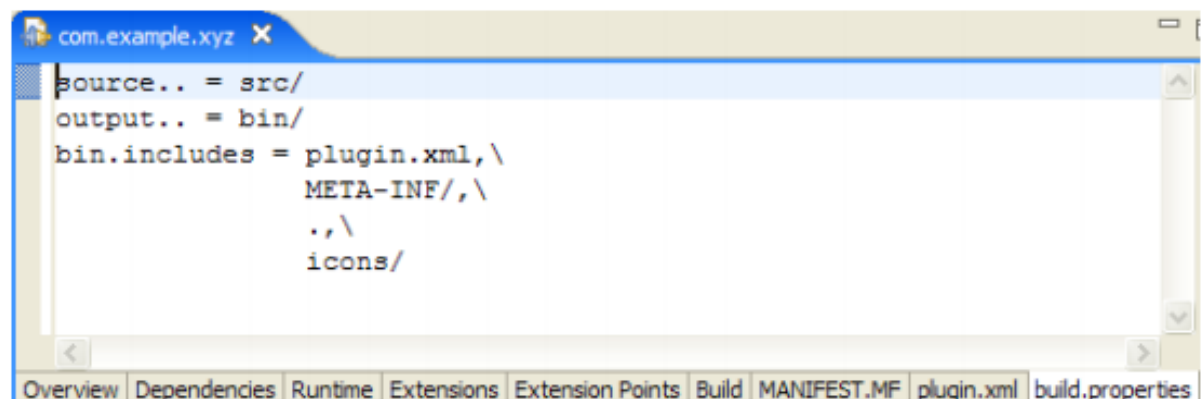 com.example.xyz
source.. = src/
output.. = bin/
bin.includes = plugin.xml,\
META-INF/,\
.,\
icons/
Overview Dependencies Runtime Extensions Extension Points Build MANIFEST.MF plugin.xml build.properties